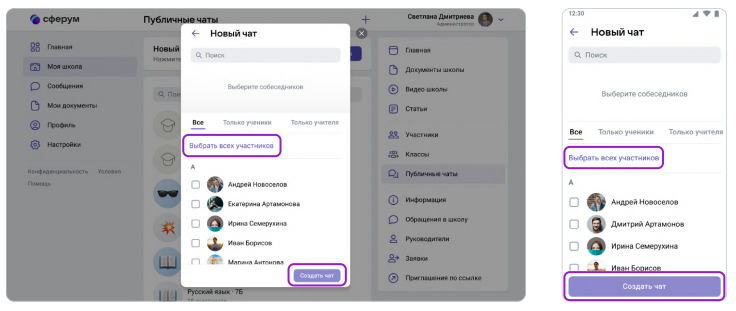 сферум
Публичные чаты
Светлана Дмитриева
Администратор
Главная
Моя школа
Сообщения
Мои документы
Профиль
Настройки
Конфиденциальность Условия
Помощь
Новый
Русский язык · 7Б
Новый чат
Поиск
Выберите собеседников
Все Только ученики Только учителя
Выбрать всех участников
А
Андрей Новоселов
Екатерина Артамонова
Ирина Семерухина
Иван Борисов
Марина Антонова
Создать чат
Главная
Документы школы
Видео школы
Статьи
Участники
Классы
Публичные чаты
Информация
Обращения в школу
Руководители
Заявки
Приглашения по ссылке
12:30
Новый чат
Поиск
Выберите собеседников
Все Только ученики Только учителя
Выбрать всех участников
А
Андрей Новоселов
Дмитрий Артамонов
Ирина Семерухина
Иван Борисов
Создать чат